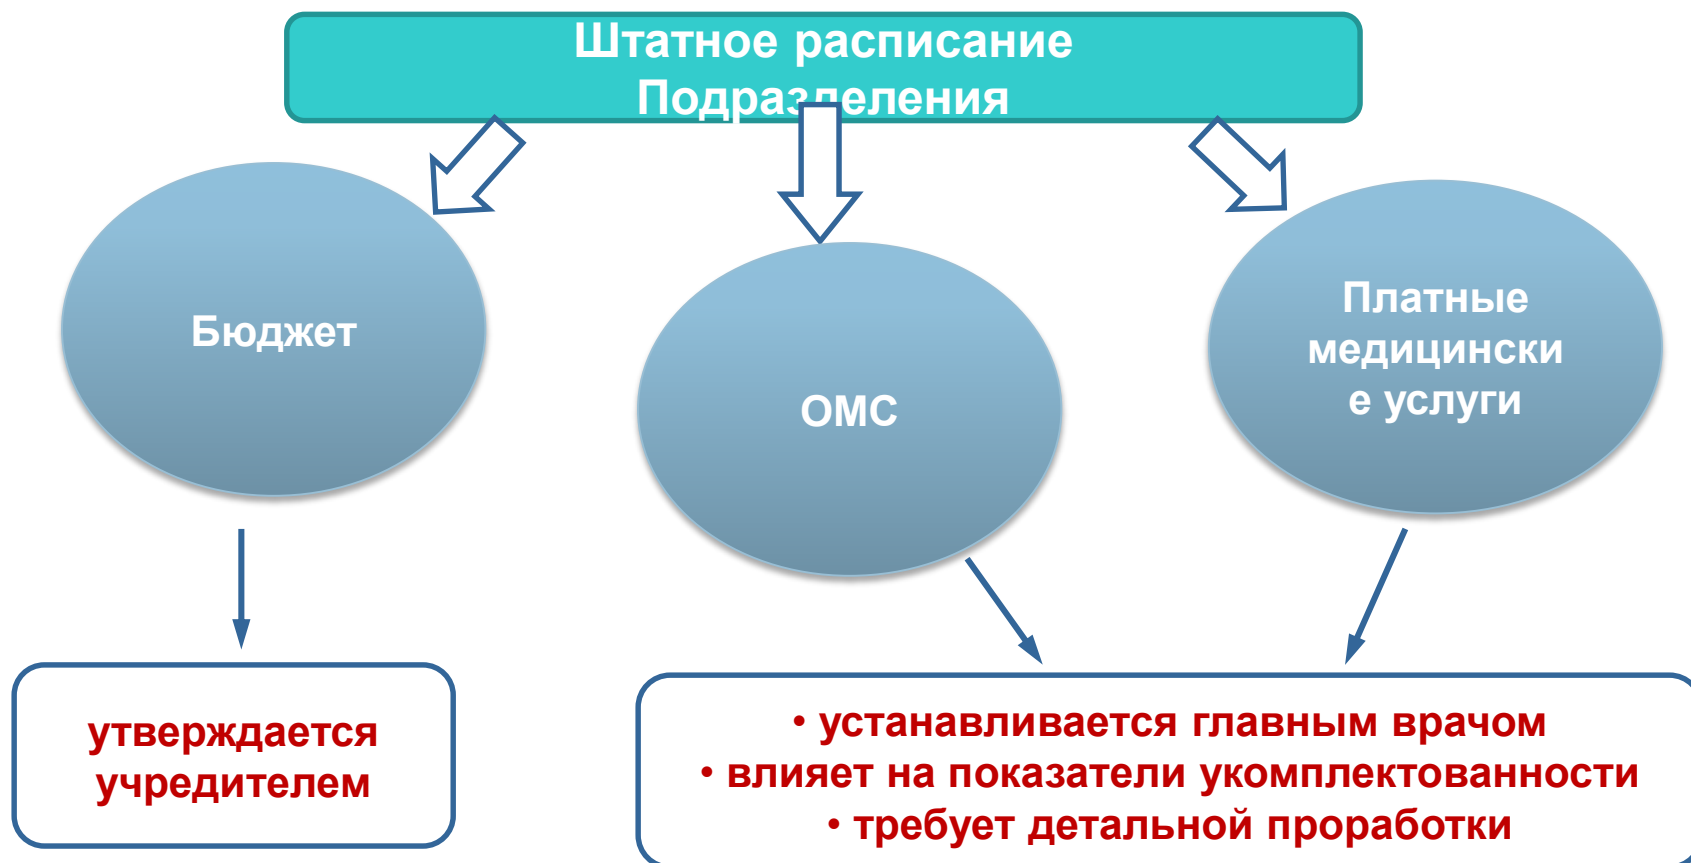 Штатное расписание
Подразделения
Бюджет
ОМС
Платные
медицински
е услуги
утверждается
учредителем
• устанавливается главным врачом
• влияет на показатели укомплектованности
• требует детальной проработки